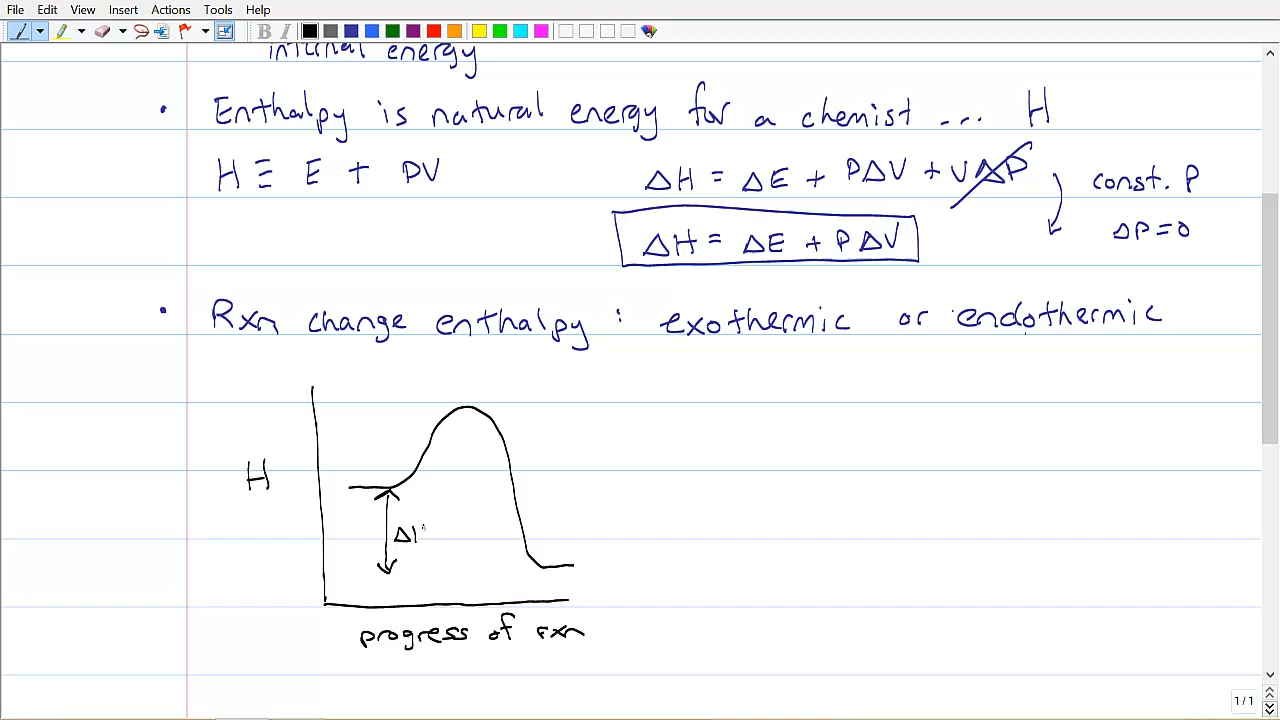 File Edit View Insert Actions Tools Help
B I
internal energy
• Enthalpy is natural energy for a chemist ... H
H ≡ E + PV
ΔH = ΔE + PΔV + VΔP
const. P
ΔH = ΔE + PΔV
ΔP = 0
• Rxn change enthalpy : exothermic or endothermic
H
Δ
progress of rxn
1/1